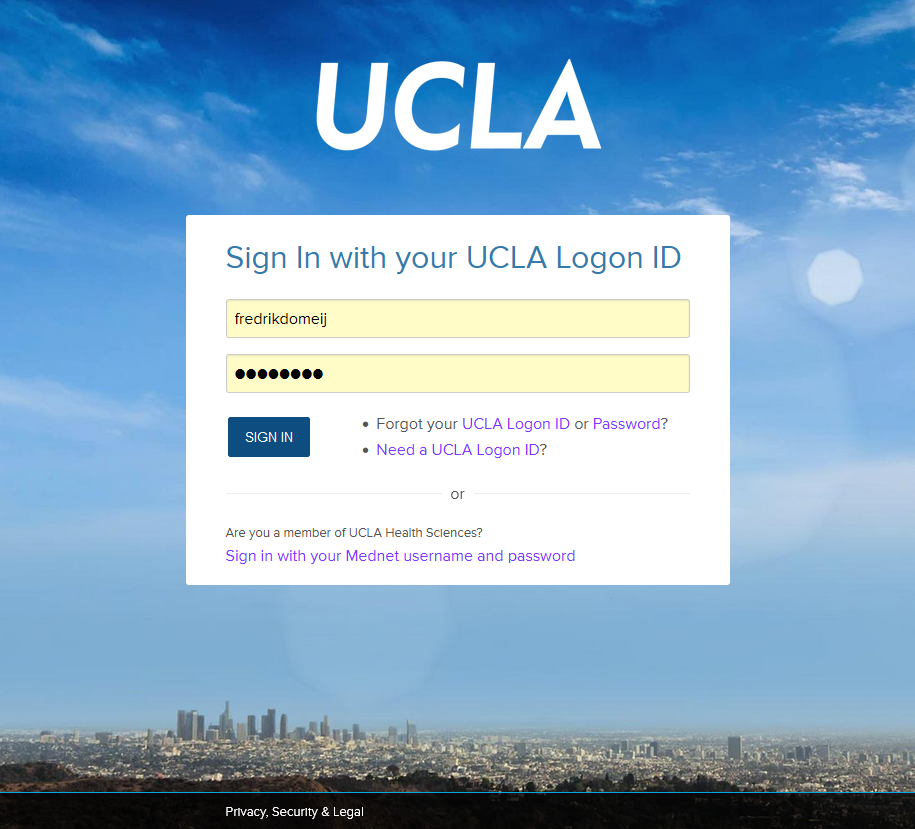 UCLA
Sign In with your UCLA Logon ID
fredrikdomeij
●●●●●●●●
SIGN IN
• Forgot your UCLA Logon ID or Password?
• Need a UCLA Logon ID?
or
Are you a member of UCLA Health Sciences?
Sign in with your Mednet username and password
Privacy, Security & Legal